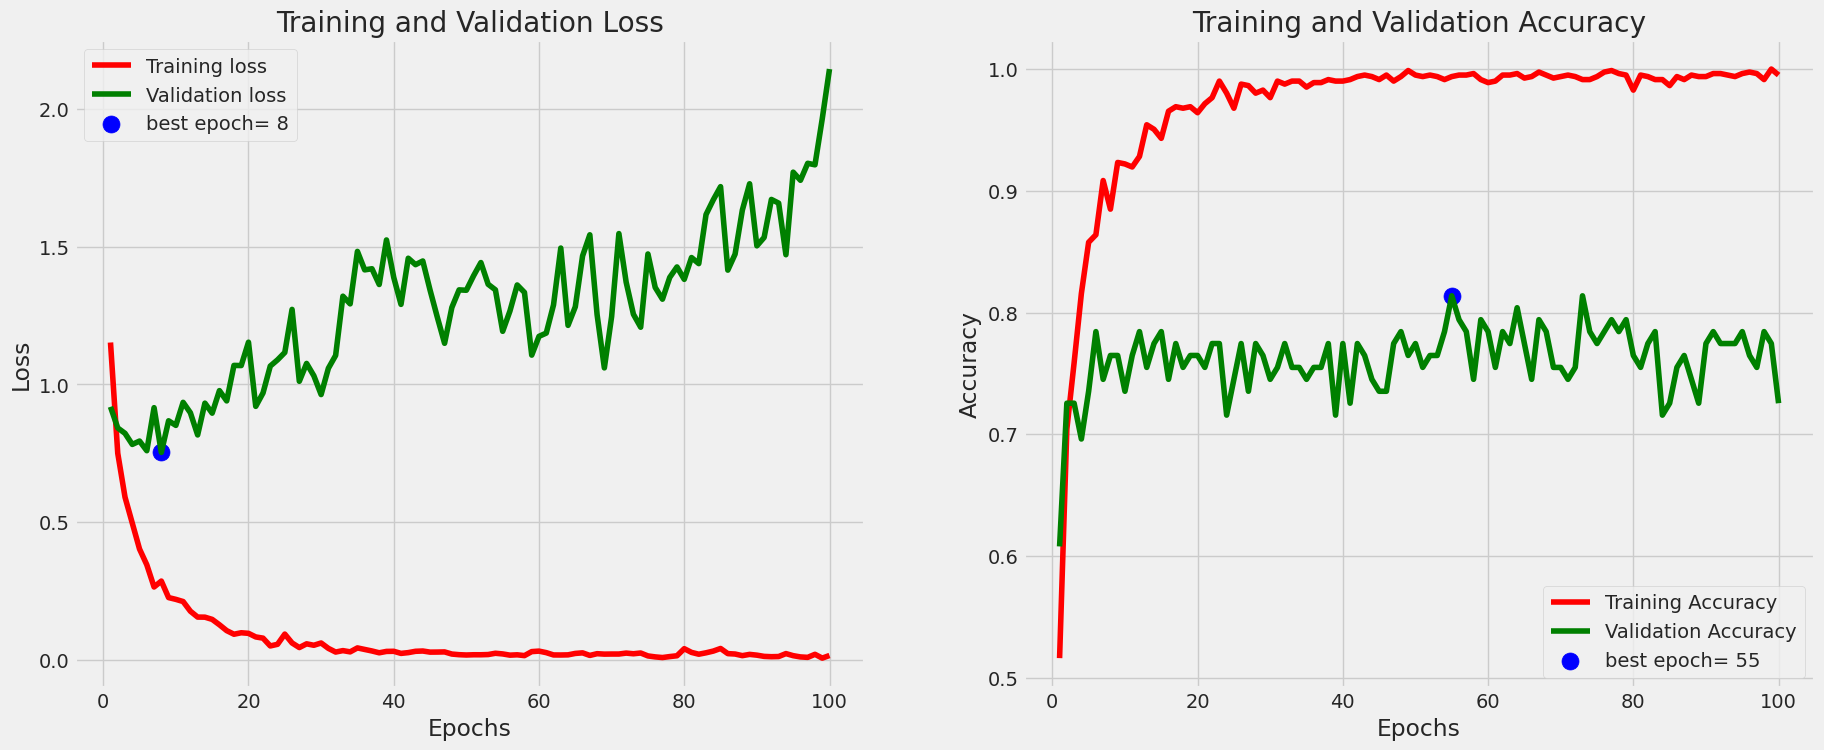 Training and Validation Loss
Training loss
Validation loss
best epoch= 8
2.0
1.5
1.0
0.5
0.0
Loss
0 20 40 60 80 100
Epochs
Training and Validation Accuracy
1.0
0.9
0.8
0.7
0.6
0.5
Accuracy
Training Accuracy
Validation Accuracy
best epoch= 55
0 20 40 60 80 100
Epochs